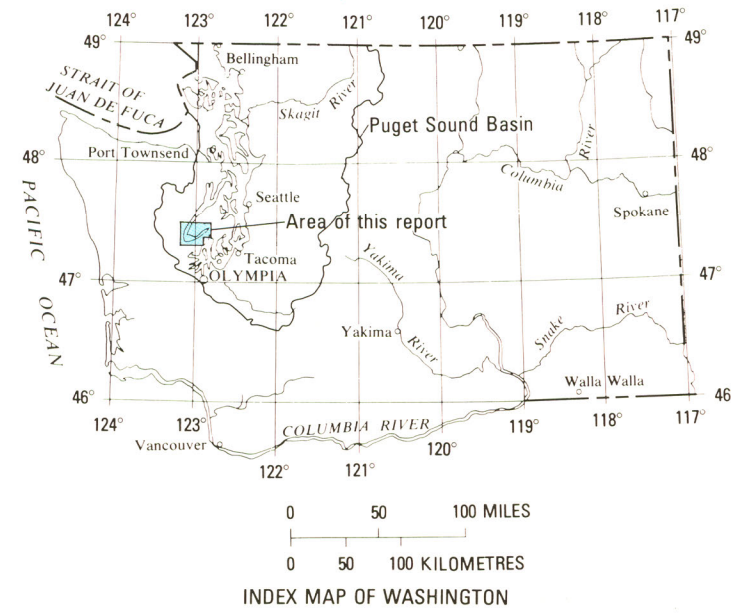 124° 123° 122° 121° 120° 119° 118° 117°
49° 49°
Bellingham
STRAIT OF
JUAN DE FUCA
Skagit River
Puget Sound Basin
Port Townsend
48° 48°
River
Columbia
PACIFIC OCEAN
Seattle
Spokane
Area of this report
Tacoma
Yakima River
OLYMPIA
47° 47°
Snake River
Yakima
Walla Walla
46° 46
124° 123° 122° 121° 120° 119° 118° 117°
COLUMBIA RIVER
Vancouver
0 50 100 MILES
0 50 100 KILOMETRES
INDEX MAP OF WASHINGTON